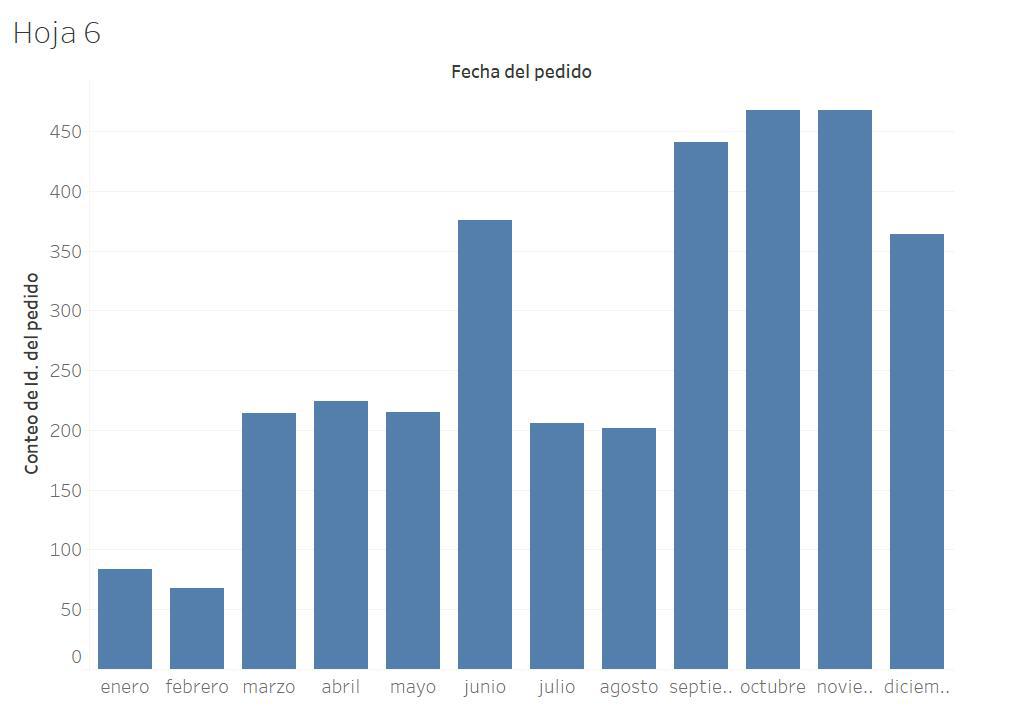 Hoja 6
Fecha del pedido
Conteo de Id. del pedido
450
400
350
300
250
200
150
100
50
0
enero febrero marzo abril mayo junio julio agosto septie.. octubre novie.. diciem..